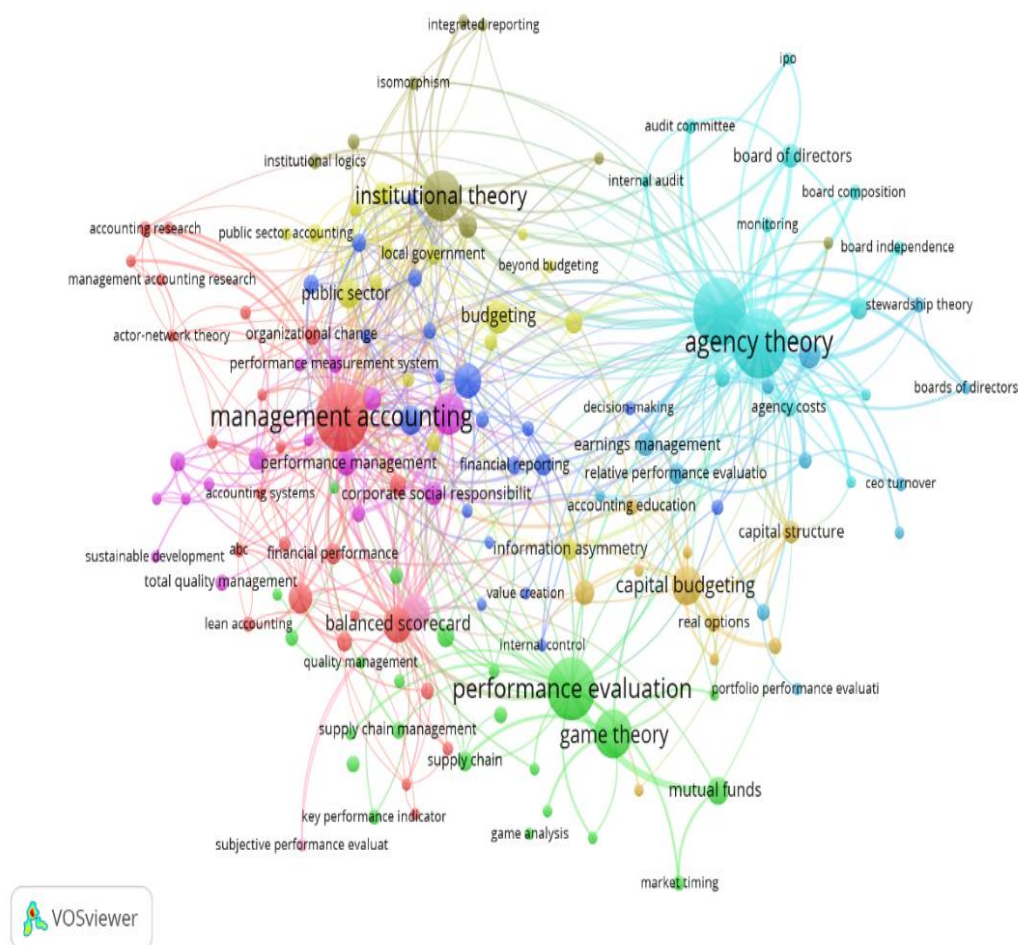 integrated reporting
ipo
isomorphism
audit committee
board of directors
institutional logics
internal audit
board composition
institutional theory
monitoring
accounting research
public sector accounting
local government
board independence
beyond budgeting
management accounting research
public sector
stewardship theory
budgeting
actor-network theory
organizational change
agency theory
performance measurement system
boards of directors
decision-making
agency costs
management accounting
earnings management
performance management
financial reporting
relative performance evaluatio
ceo turnover
accounting systems
corporate social responsibilit
accounting education
capital structure
sustainable development
abc
financial performance
information asymmetry
total quality management
capital budgeting
value creation
lean accounting
balanced scorecard
real options
internal control
quality management
performance evaluation
portfolio performance evaluati
supply chain management
game theory
supply chain
mutual funds
key performance indicator
game analysis
subjective performance evaluat
market timing
VOSviewer